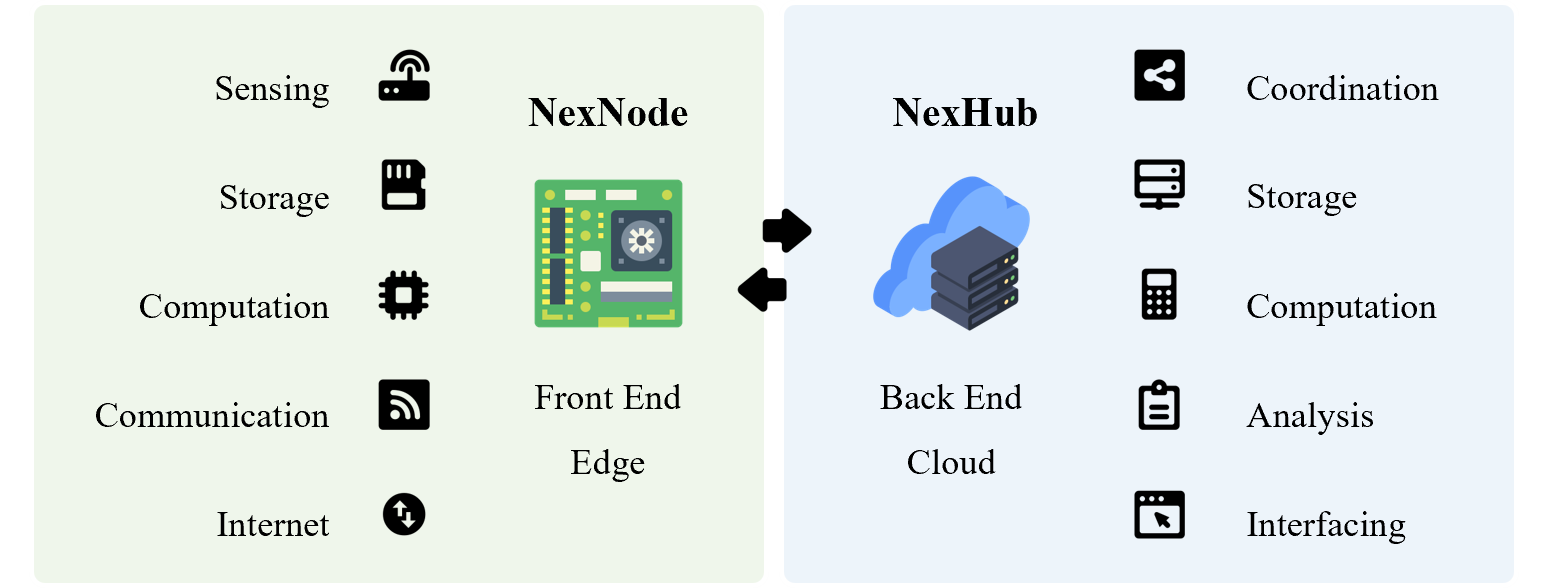 Sensing
Storage
Computation
Communication
Internet
NexNode
Front End
Edge
NexHub
Back End
Cloud
Coordination
Storage
Computation
Analysis
Interfacing